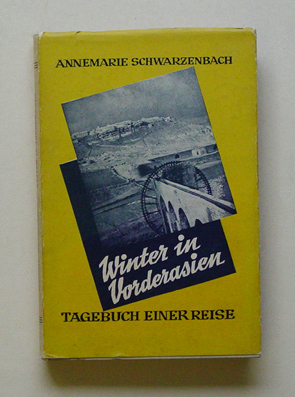 ANNEMARIE SCHWARZENBACH
Winter in
Vorderasien
TAGEBUCH EINER REISE